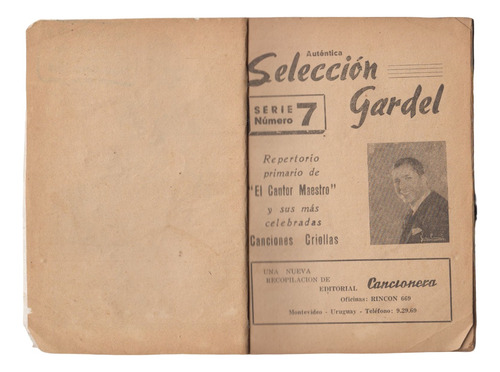 Auténtica
Selección
Gardel
SERIE
Número 7
Repertorio
primario de
"El Cantor Maestro"
y sus más
celebradas
Canciones Criollas
UNA NUEVA
RECOPILACION DE
EDITORIAL Cancionera
Oficinas: RINCON 669
Montevideo - Uruguay - Teléfono: 9.29.69